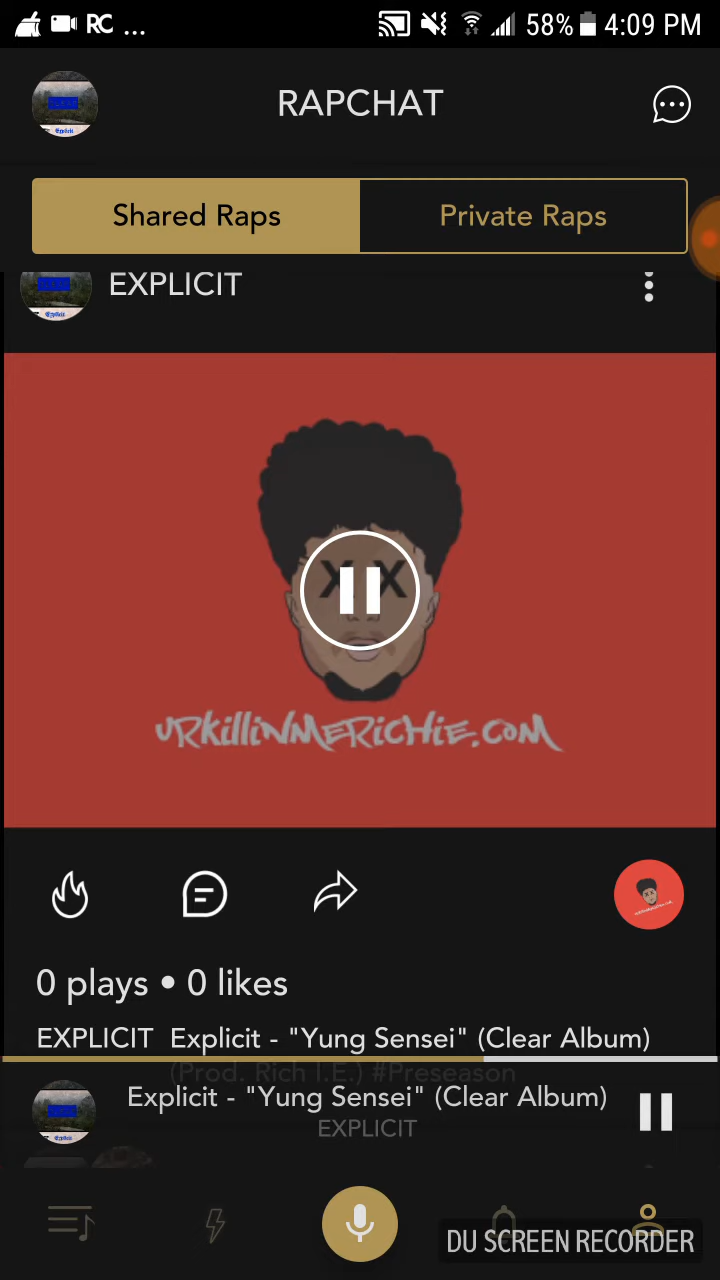 RC ... 58% 4:09 PM
RAPCHAT
Shared Raps Private Raps
EXPLICIT
XX
URKILLINMERICHIE.COM
0 plays • 0 likes
EXPLICIT Explicit - "Yung Sensei" (Clear Album)
(Prod. Rich I.E.) #Preseason
Explicit - "Yung Sensei" (Clear Album)
EXPLICIT
DU SCREEN RECORDER